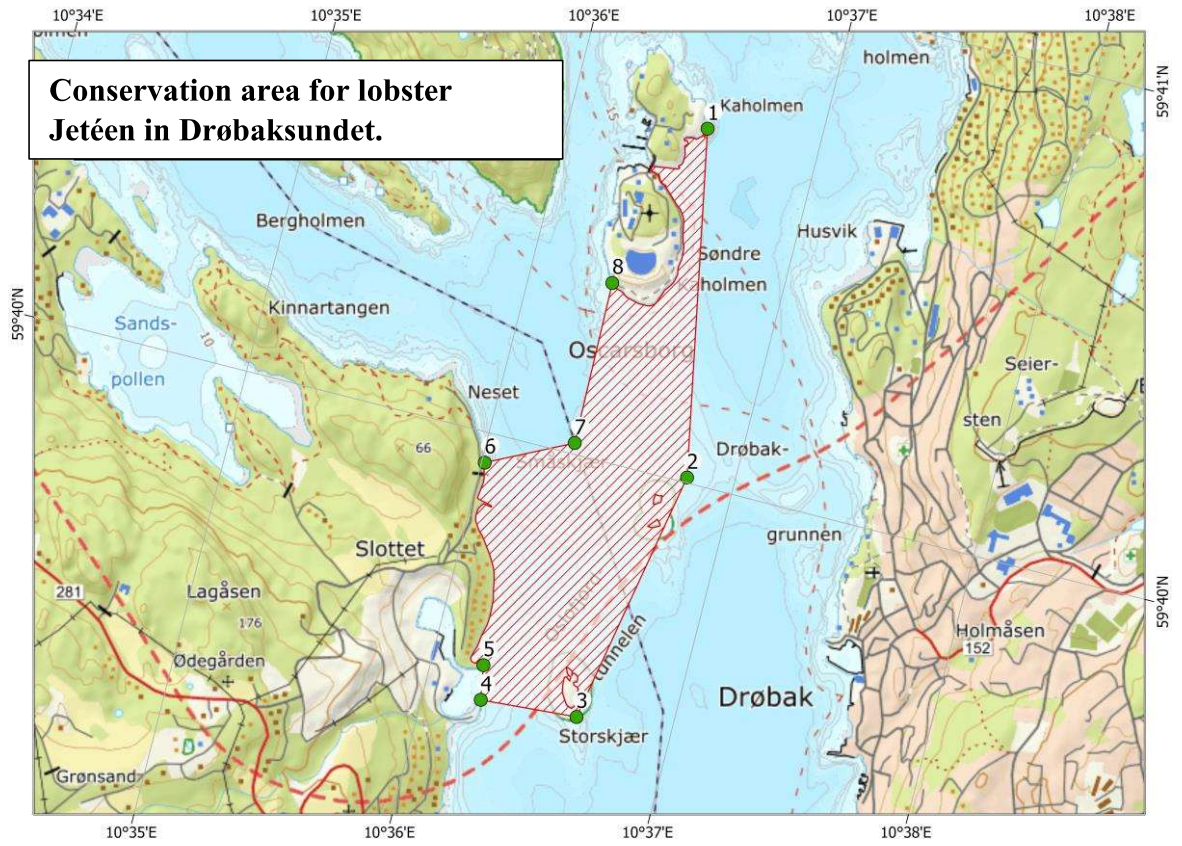 10°34'E
10°35'E
10°36'E
10°37'E
10°38'E
holmen
59°41'N
Conservation area for lobster
Jetéen in Drøbaksundet.
1
Kaholmen
15
Bergholmen
Husvik
Søndre
Kaholmen
8
59°40'N
Kinnartangen
Sands-
pollen
10
Oscarsborg
Seier-
sten
Neset
66
7
6
Småskjær
2
Drøbak-
grunnen
Slottet
281
Lagåsen
176
Ødegården
Oslofjord
tunnelen
59°40'N
Holmåsen
152
5
4
3
Drøbak
Storskjær
Grønsand
10°35'E
10°36'E
10°37'E
10°38'E